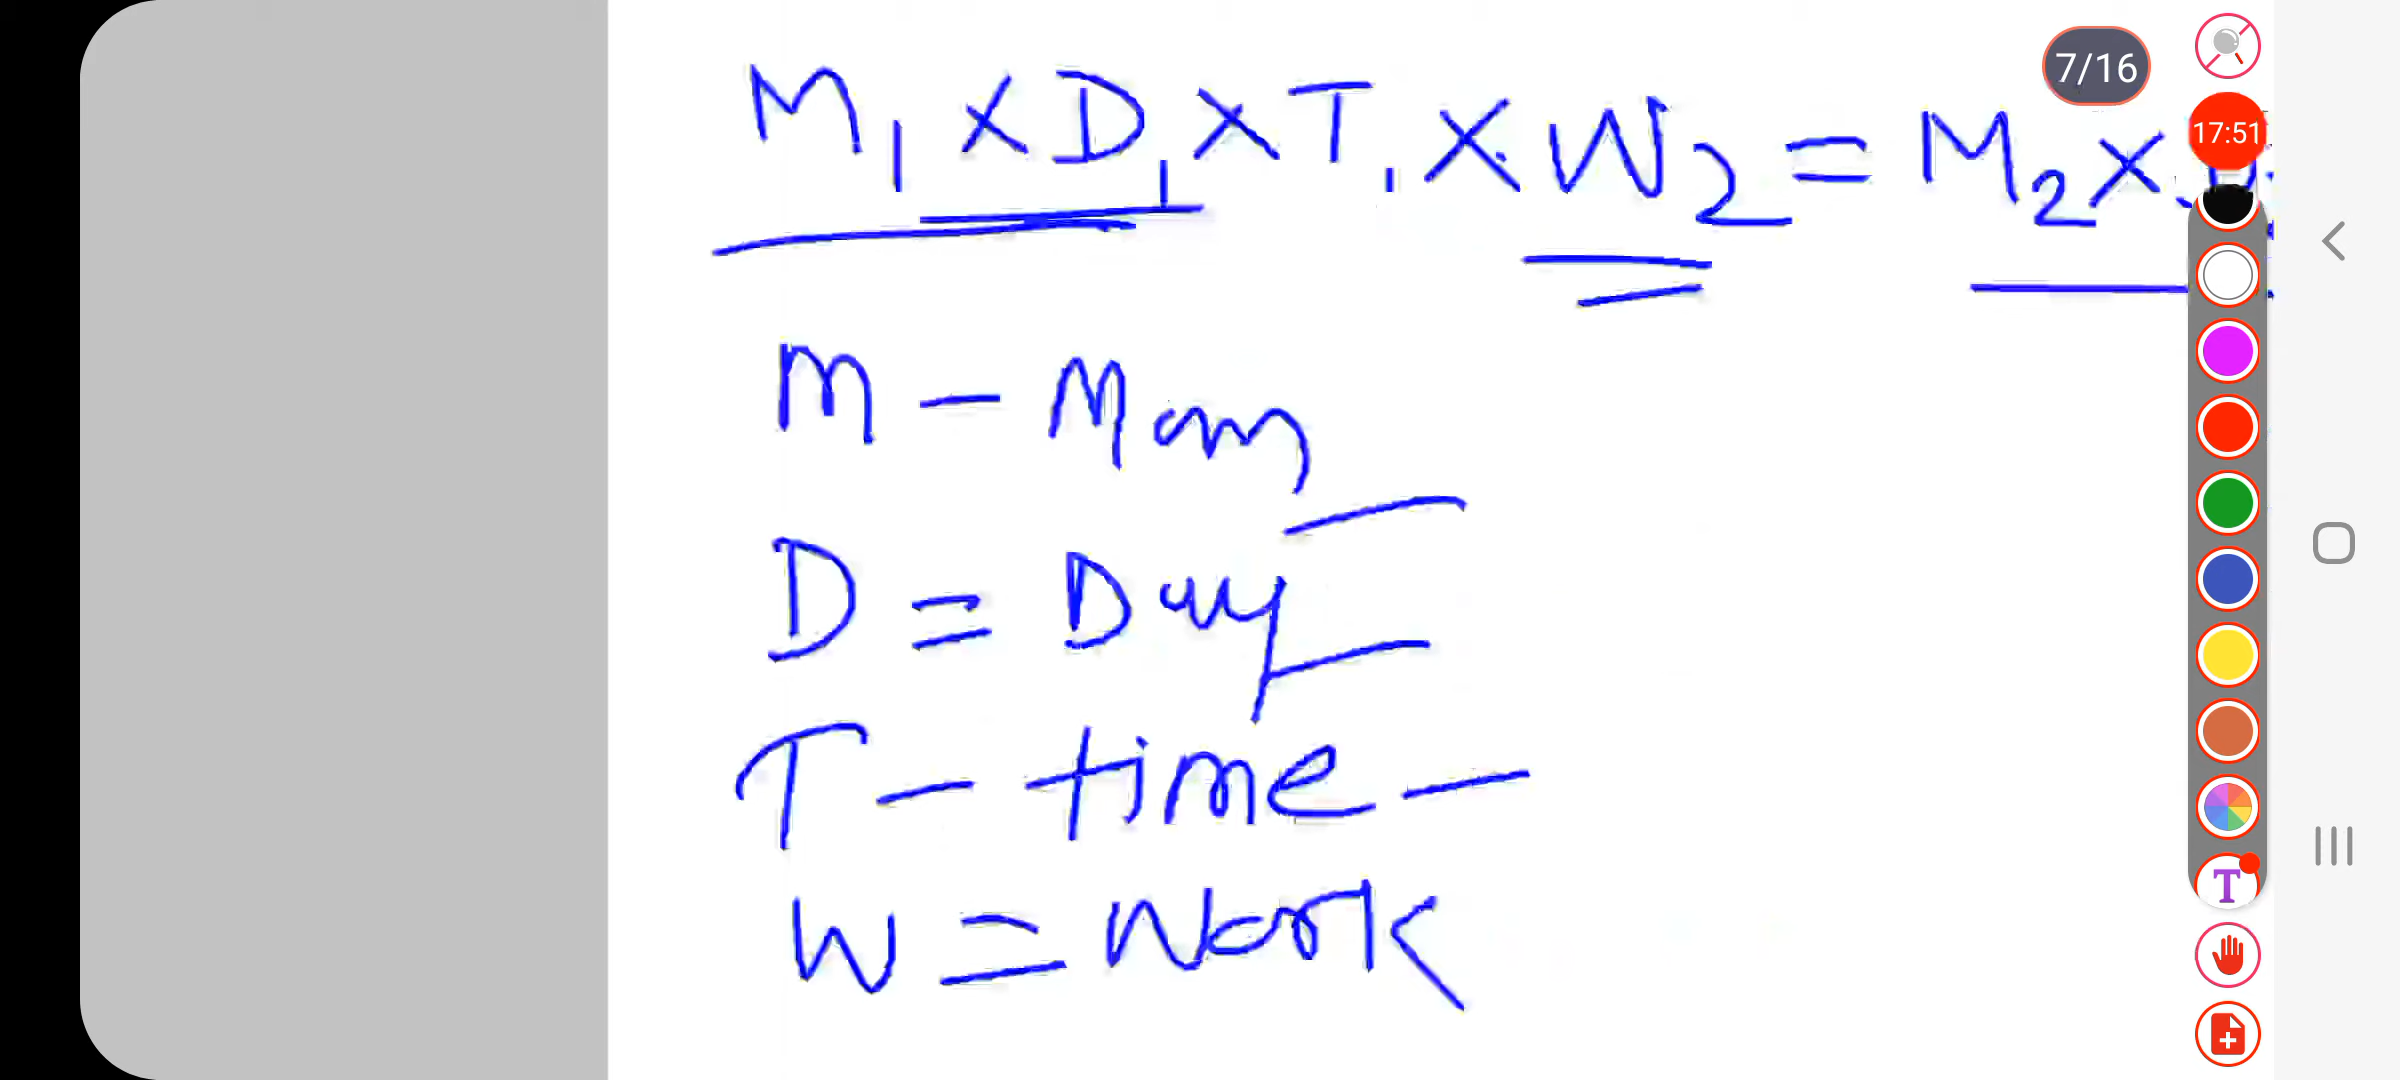 7/16
17:51
M₁ × D₁ × T₁ × W₂ = M₂ ×
M - Man
D = Day
T - time -
W = Work
T